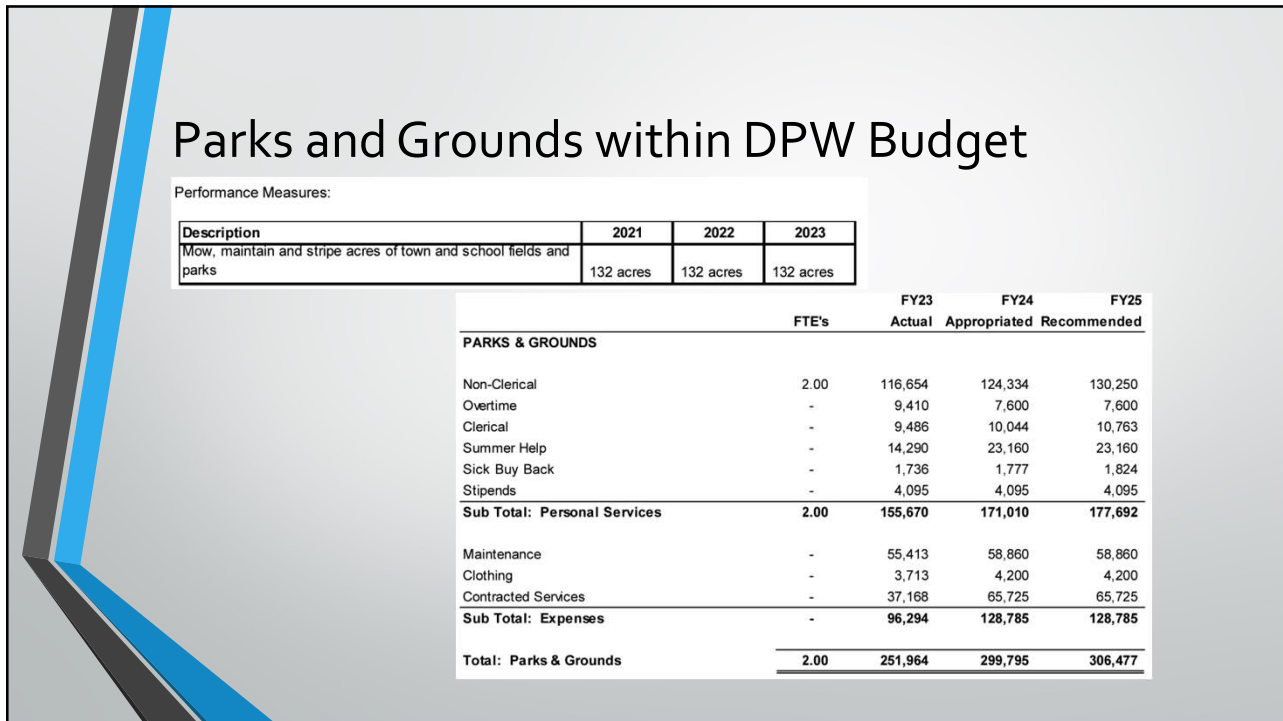 Parks and Grounds within DPW Budget
Performance Measures:
Description 2021 2022 2023
Mow, maintain and stripe acres of town and school fields and
parks 132 acres 132 acres 132 acres
FY23 FY24 FY25
FTE's Actual Appropriated Recommended
PARKS & GROUNDS
Non-Clerical 2.00 116,654 124,334 130,250
Overtime - 9,410 7,600 7,600
Clerical - 9,486 10,044 10,763
Summer Help - 14,290 23,160 23,160
Sick Buy Back - 1,736 1,777 1,824
Stipends - 4,095 4,095 4,095
Sub Total: Personal Services 2.00 155,670 171,010 177,692
Maintenance - 55,413 58,860 58,860
Clothing - 3,713 4,200 4,200
Contracted Services - 37,168 65,725 65,725
Sub Total: Expenses - 96,294 128,785 128,785
Total: Parks & Grounds 2.00 251,964 299,795 306,477